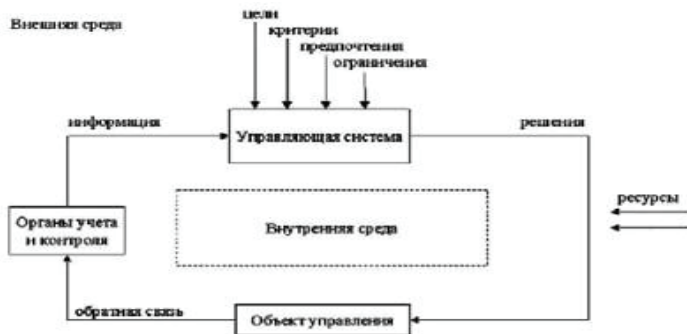 цели
Внешняя среда
критерии
предпочтения
ограничения
информация
Управляющая система
решения
ресурсы
Органы учета
и контроля
Внутренняя среда
обратная связь
Объект управления